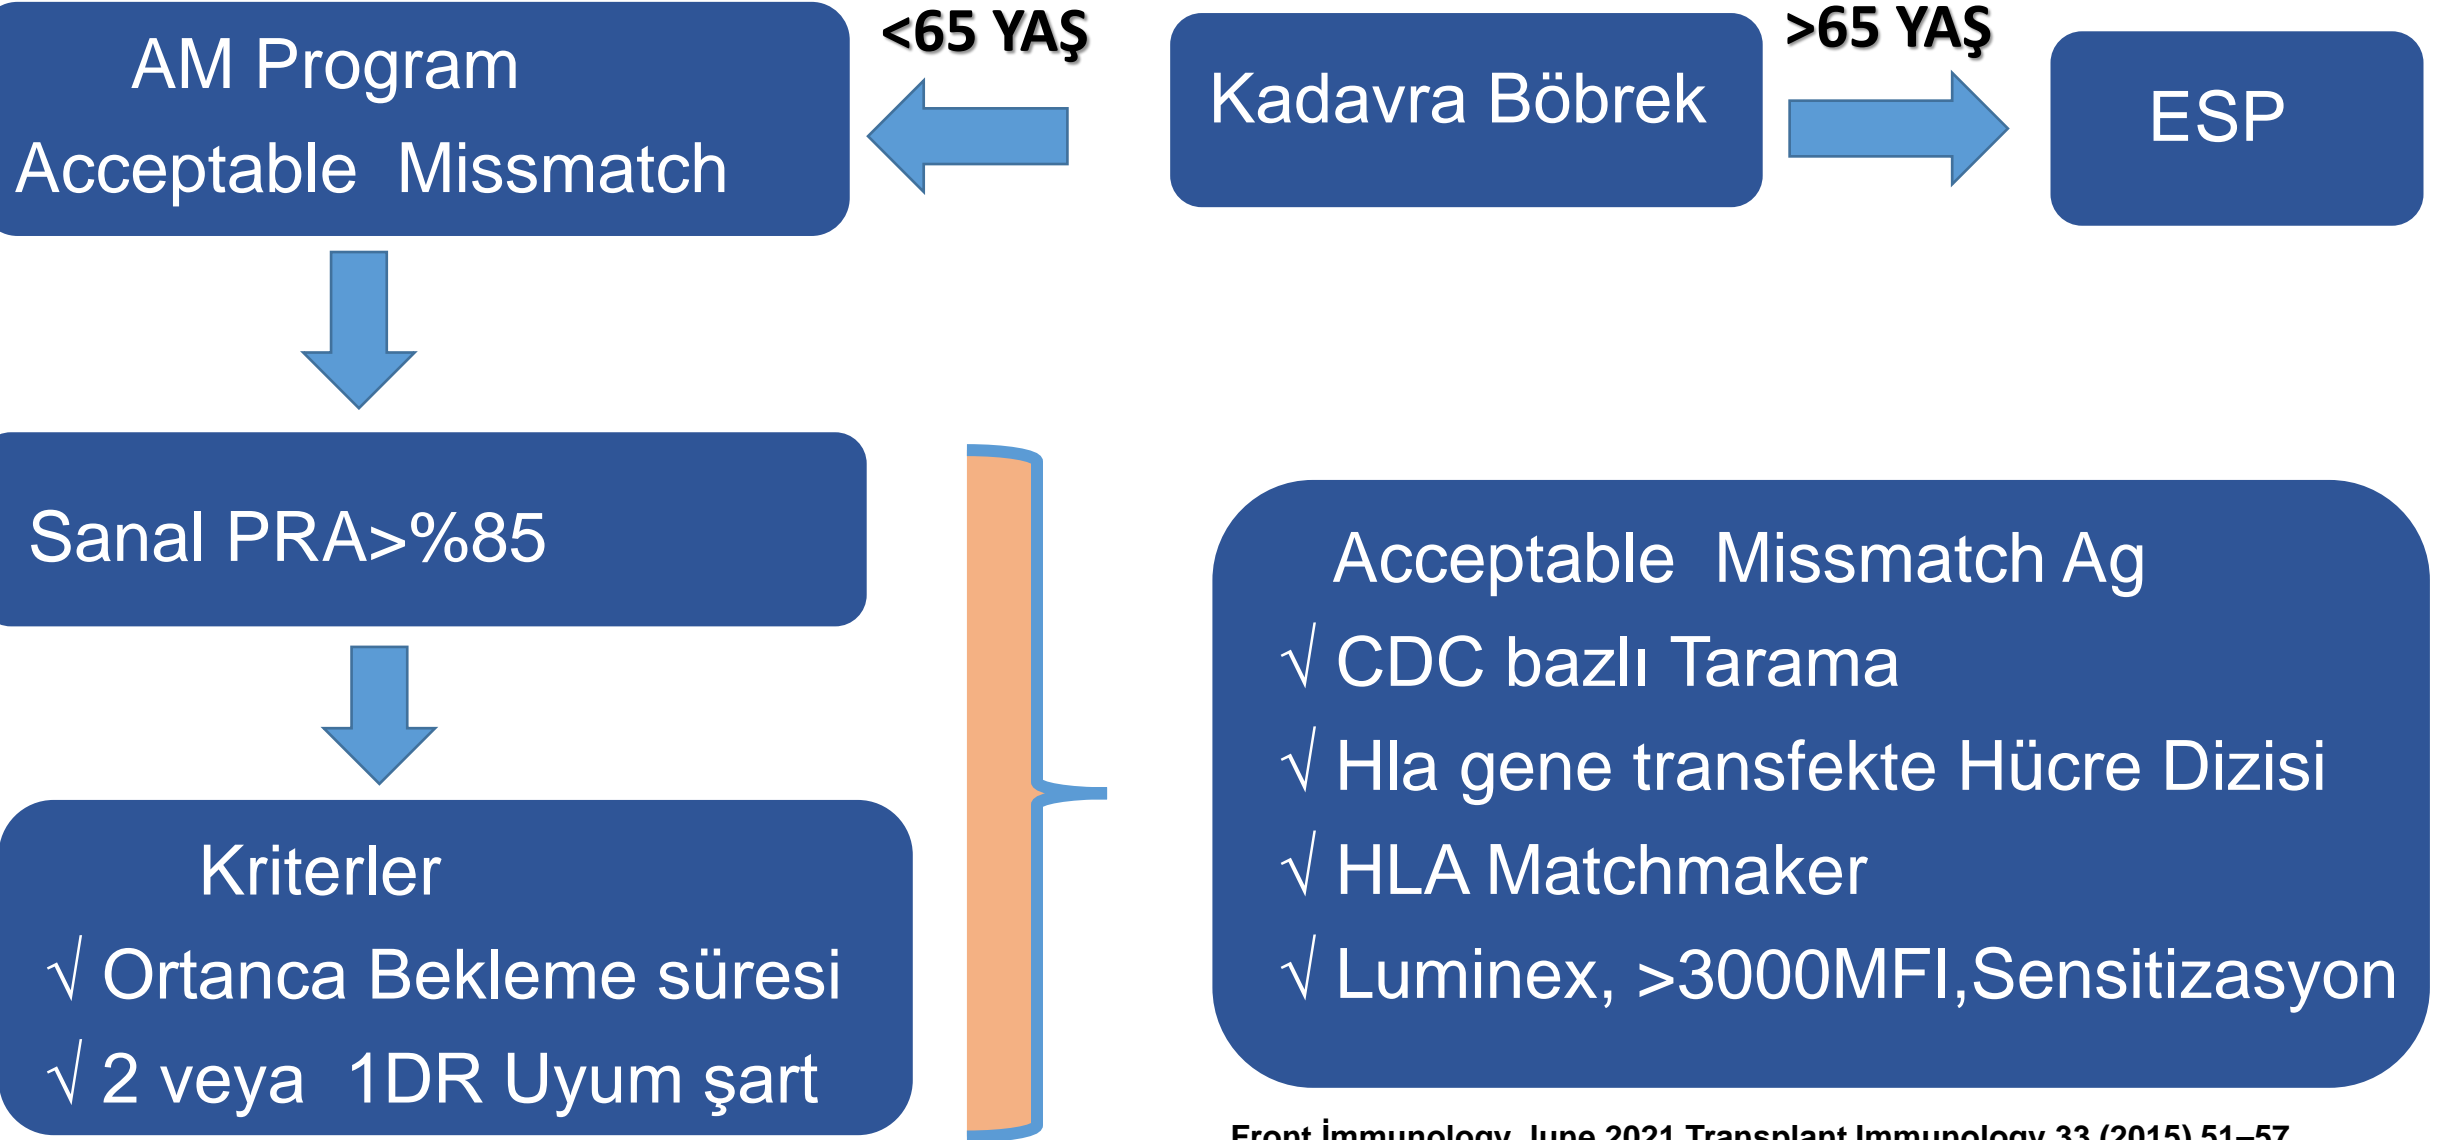 AM Program
Acceptable Missmatch
<65 YAŞ
Kadavra Böbrek
>65 YAŞ
ESP
Sanal PRA>%85
Kriterler
√ Ortanca Bekleme süresi
√ 2 veya 1DR Uyum şart
Acceptable Missmatch Ag
√ CDC bazlı Tarama
√ Hla gene transfekte Hücre Dizisi
√ HLA Matchmaker
√ Luminex, >3000MFI,Sensitizasyon
Front İmmunology, June 2021 Transplant Immunology 33 (2015) 51–57